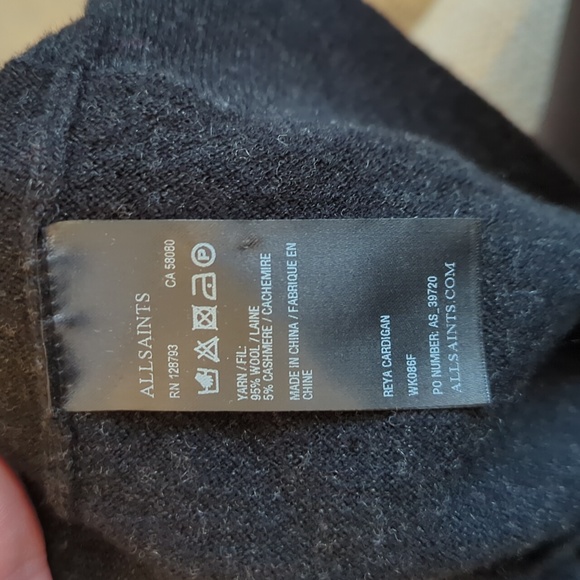 ALLSAINTS
RN 128793 CA 58080
P
YARN / FIL:
95% WOOL / LAINE
5% CASHMERE / CACHEMIRE
MADE IN CHINA / FABRIQUE EN
CHINE
REYA CARDIGAN
WK086F
PO NUMBER: AS_39720
ALLSAINTS.COM